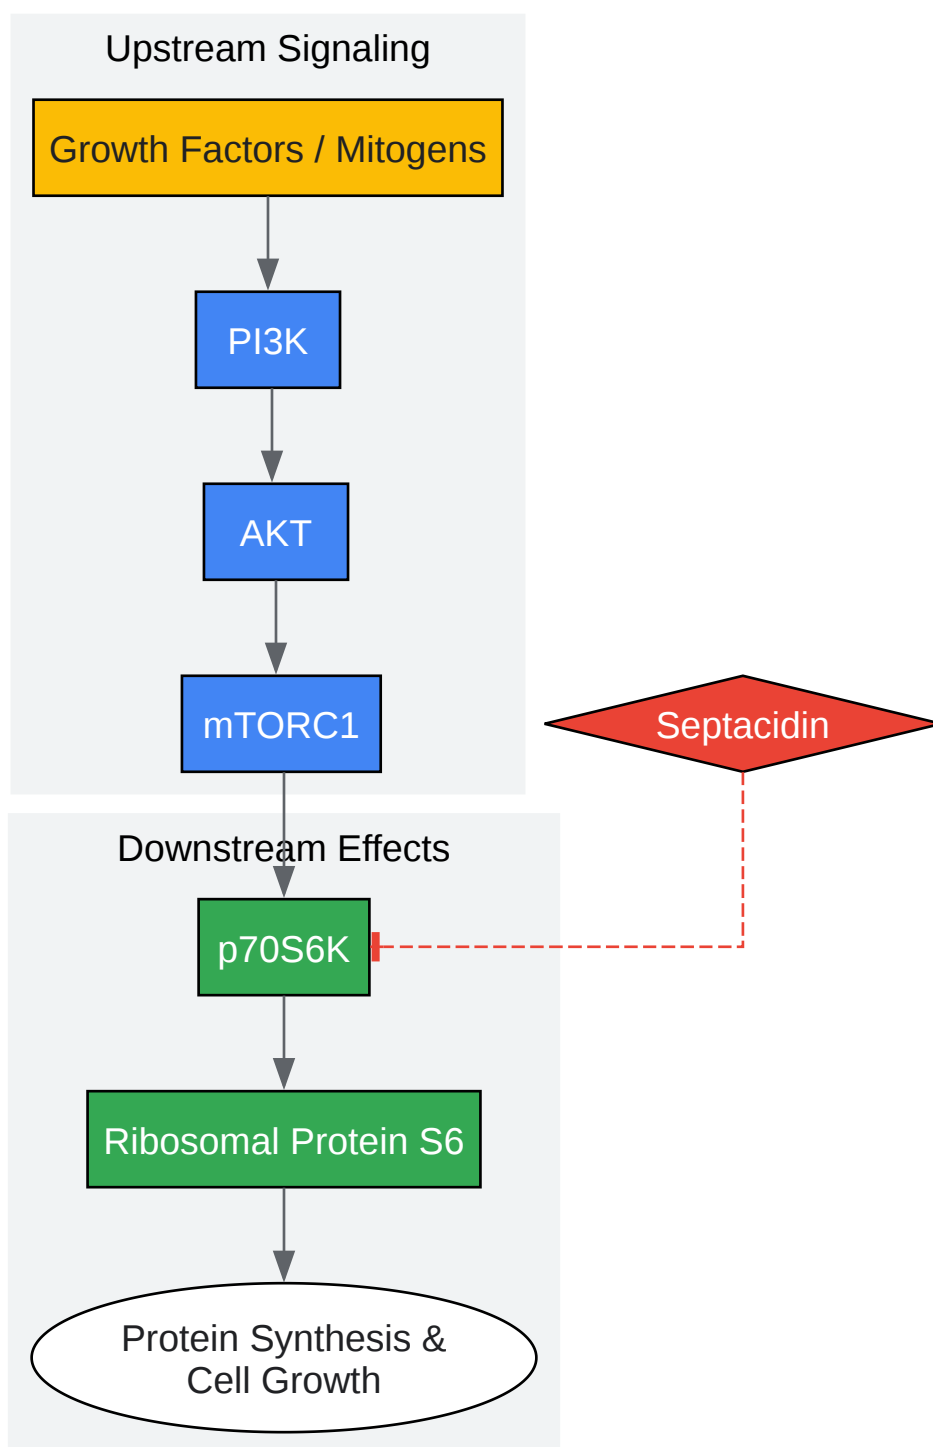 Upstream Signaling
Growth Factors / Mitogens
PI3K
AKT
mTORC1
Septacidin
Downstream Effects
p70S6K
Ribosomal Protein S6
Protein Synthesis &
Cell Growth